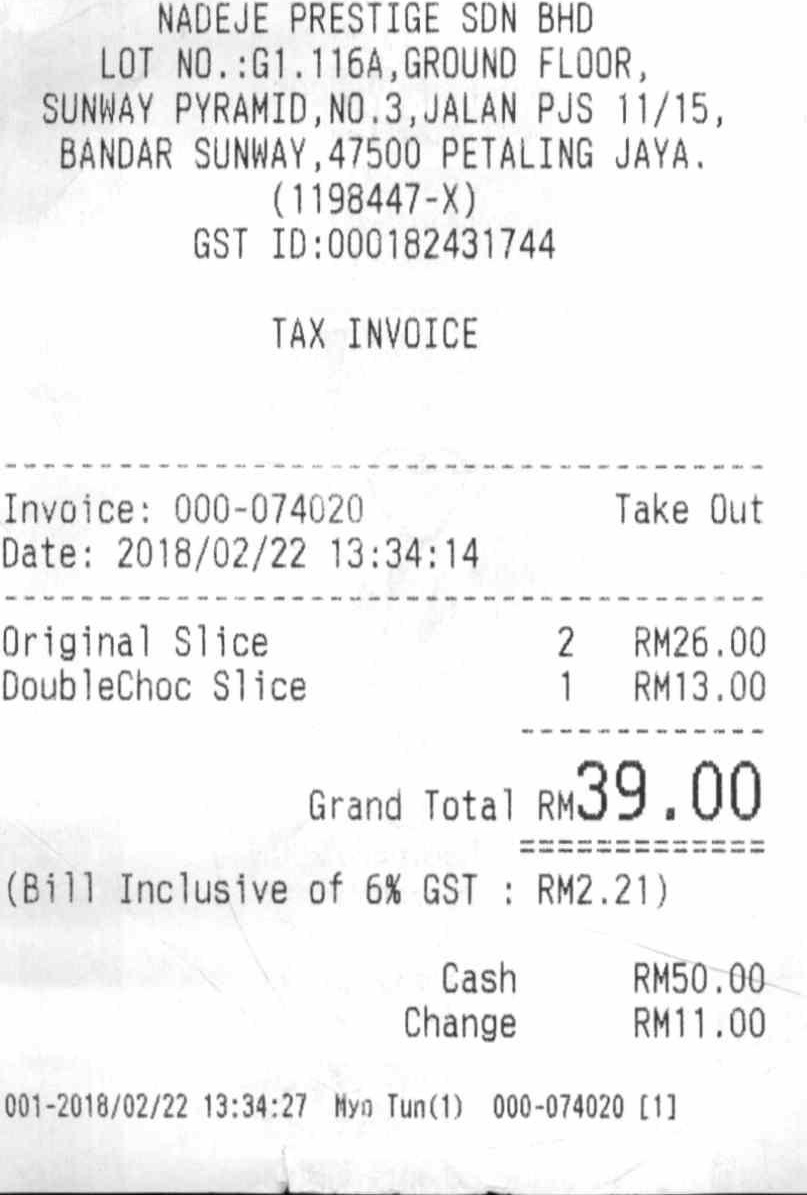 NADEJE PRESTIGE SDN BHD
LOT NO.:G1.116A,GROUND FLOOR,
SUNWAY PYRAMID,NO.3,JALAN PJS 11/15,
BANDAR SUNWAY,47500 PETALING JAYA.
(1198447-X)
GST ID:000182431744
TAX INVOICE
Invoice: 000-074020 Take Out
Date: 2018/02/22 13:34:14
Original Slice 2 RM26.00
DoubleChoc Slice 1 RM13.00
Grand Total RM39.00
(Bill Inclusive of 6% GST : RM2.21)
Cash RM50.00
Change RM11.00
001-2018/02/22 13:34:27 Myo Tun(1) 000-074020 [1]